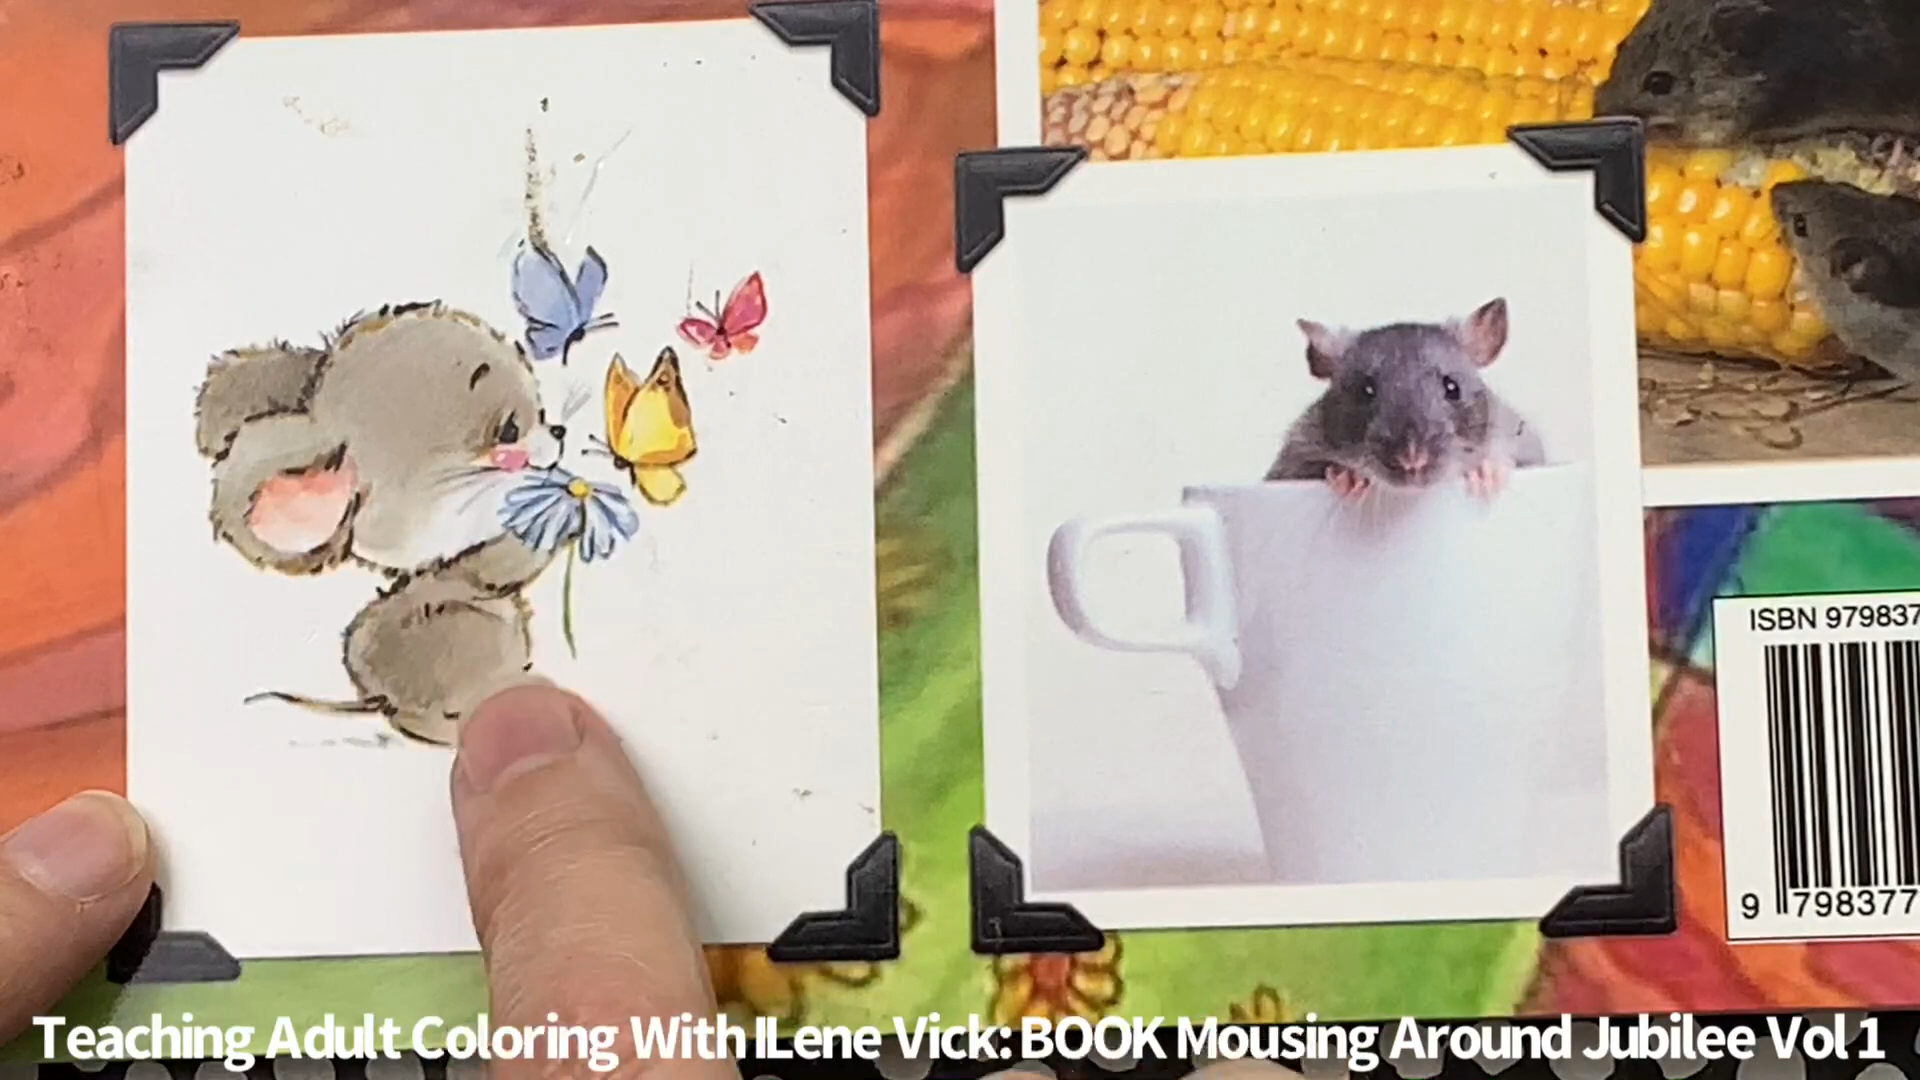 ISBN 979837
9 798377
Teaching Adult Coloring With ILene Vick: BOOK Mousing Around Jubilee Vol 1